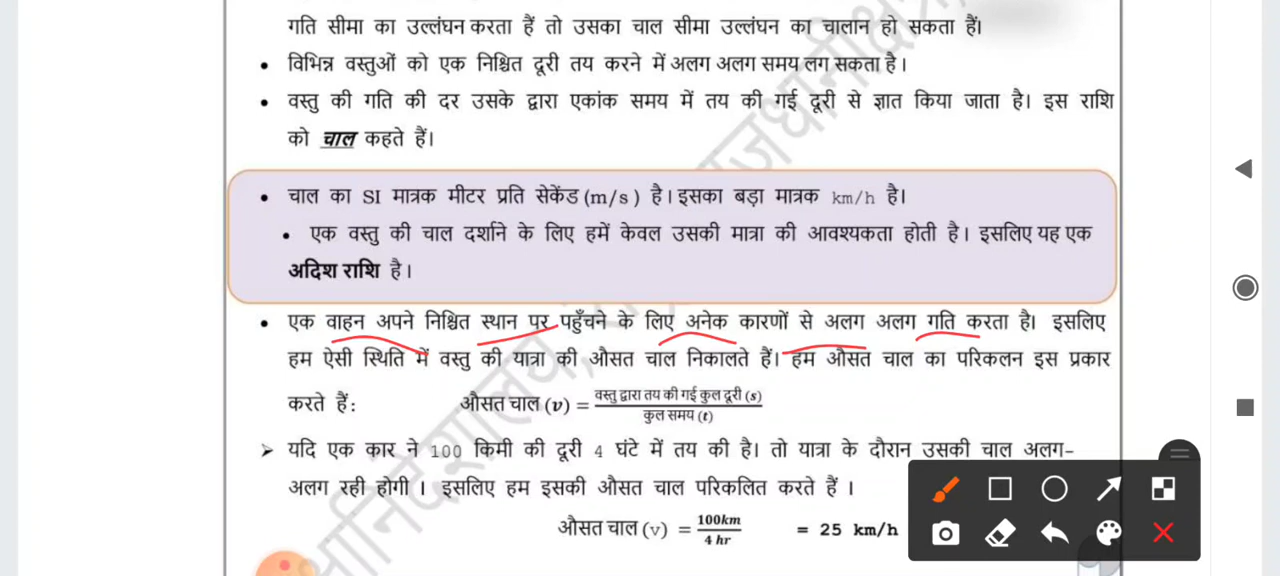 गति सीमा का उल्लंघन करता हैं तो उसका चाल सीमा उल्लंघन का चालान हो सकता हैं।
• विभिन्न वस्तुओं को एक निश्चित दूरी तय करने में अलग अलग समय लग सकता है।
• वस्तु की गति की दर उसके द्वारा एकांक समय में तय की गई दूरी से ज्ञात किया जाता है। इस राशि
को चाल कहते हैं।
• चाल का SI मात्रक मीटर प्रति सेकेंड (m/s) है। इसका बड़ा मात्रक km/h है।
• एक वस्तु की चाल दर्शाने के लिए हमें केवल उसकी मात्रा की आवश्यकता होती है। इसलिए यह एक
अदिश राशि है।
• एक वाहन अपने निश्चित स्थान पर पहुँचने के लिए अनेक कारणों से अलग अलग गति करता है। इसलिए
हम ऐसी स्थिति में वस्तु की यात्रा की औसत चाल निकालते हैं। हम औसत चाल का परिकलन इस प्रकार
करते हैं: औसत चाल (v) = वस्तु द्वारा तय की गई कुल दूरी (s) / कुल समय (t)
➢ यदि एक कार ने 100 किमी की दूरी 4 घंटे में तय की है। तो यात्रा के दौरान उसकी चाल अलग-
अलग रही होगी। इसलिए हम इसकी औसत चाल परिकलित करते हैं।
औसत चाल (v) = 100km / 4 hr = 25 km/h